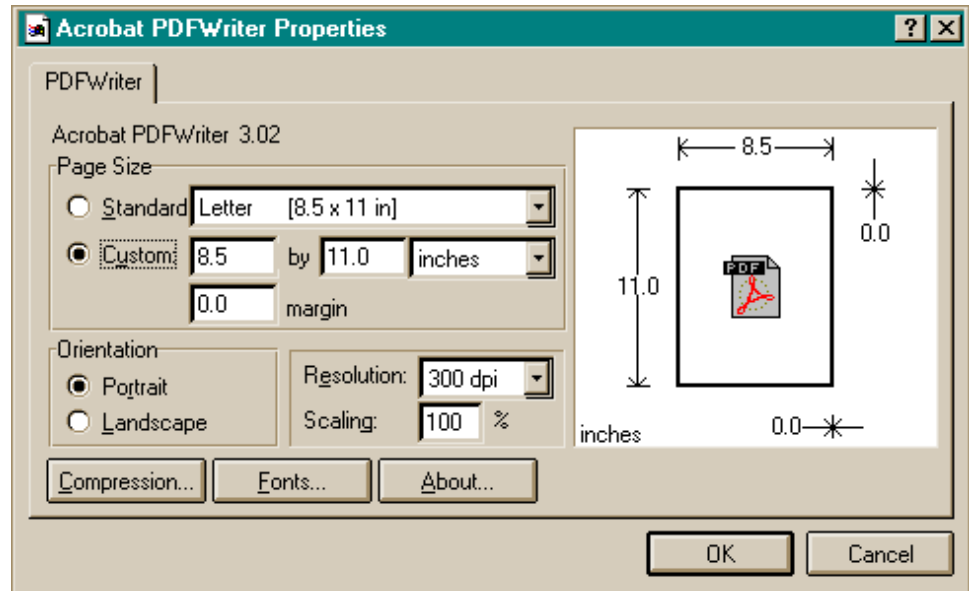 Acrobat PDFWriter Properties
PDFWriter
Acrobat PDFWriter 3.02
Page Size
Standard Letter [8.5 x 11 in]
Custom: 8.5 by 11.0 inches
0.0 margin
Orientation
Portrait
Landscape
Resolution: 300 dpi
Scaling: 100 %
8.5
0.0
11.0
PDF
inches 0.0
Compression... Fonts... About...
OK Cancel